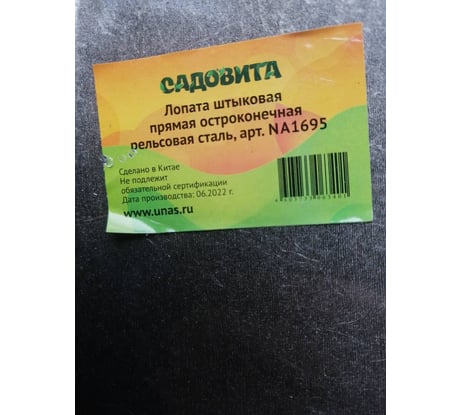 САДОВИТА
Лопата штыковая
прямая остроконечная
рельсовая сталь, арт. NA1695
Сделано в Китае
Не подлежит
обязательной сертификации
Дата производства: 06.2022 г.
www.unas.ru